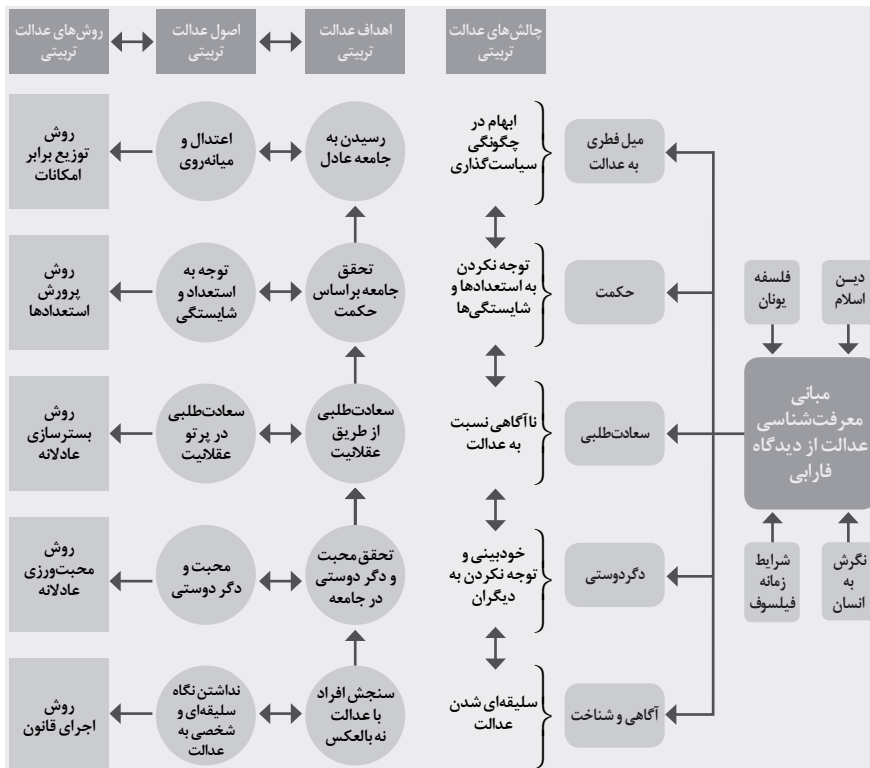 چالش‌های عدالت
تربیتی
اهداف عدالت
تربیتی
اصول عدالت
تربیتی
روش‌های عدالت
تربیتی
دیـن
اسلام
فلسفه
یونان
مبانی
معرفت‌شناسی
عدالت از دیدگاه
فارابی
نگرش
به
انسان
شرایط
زمانه
فیلسوف
میل فطری
به عدالت
ابهام در
چگونگی
سیاست‌گذاری
رسیدن به
جامعه عادل
اعتدال و
میانه‌روی
روش
توزیع برابر
امکانات
حکمت
توجه نکردن
به استعدادها و
شایستگی‌ها
تحقق
جامعه براساس
حکمت
توجه به
استعداد و
شایستگی
روش
پرورش
استعدادها
سعادت‌طلبی
ناآگاهی نسبت
به عدالت
سعادت‌طلبی
از طریق
عقلانیت
سعادت‌طلبی
در پرتو
عقلانیت
روش
بسترسازی
عادلانه
دگردوستی
خودبینی و
توجه نکردن به
دیگران
تحقق محبت
و دگر دوستی
در جامعه
محبت و
دگر دوستی
روش
محبت‌ورزی
عادلانه
آگاهی و شناخت
سلیقه‌ای شدن
عدالت
سنجش افراد
با عدالت
نه بالعکس
نداشتن نگاه
سلیقه‌ای و
شخصی به
عدالت
روش
اجرای قانون